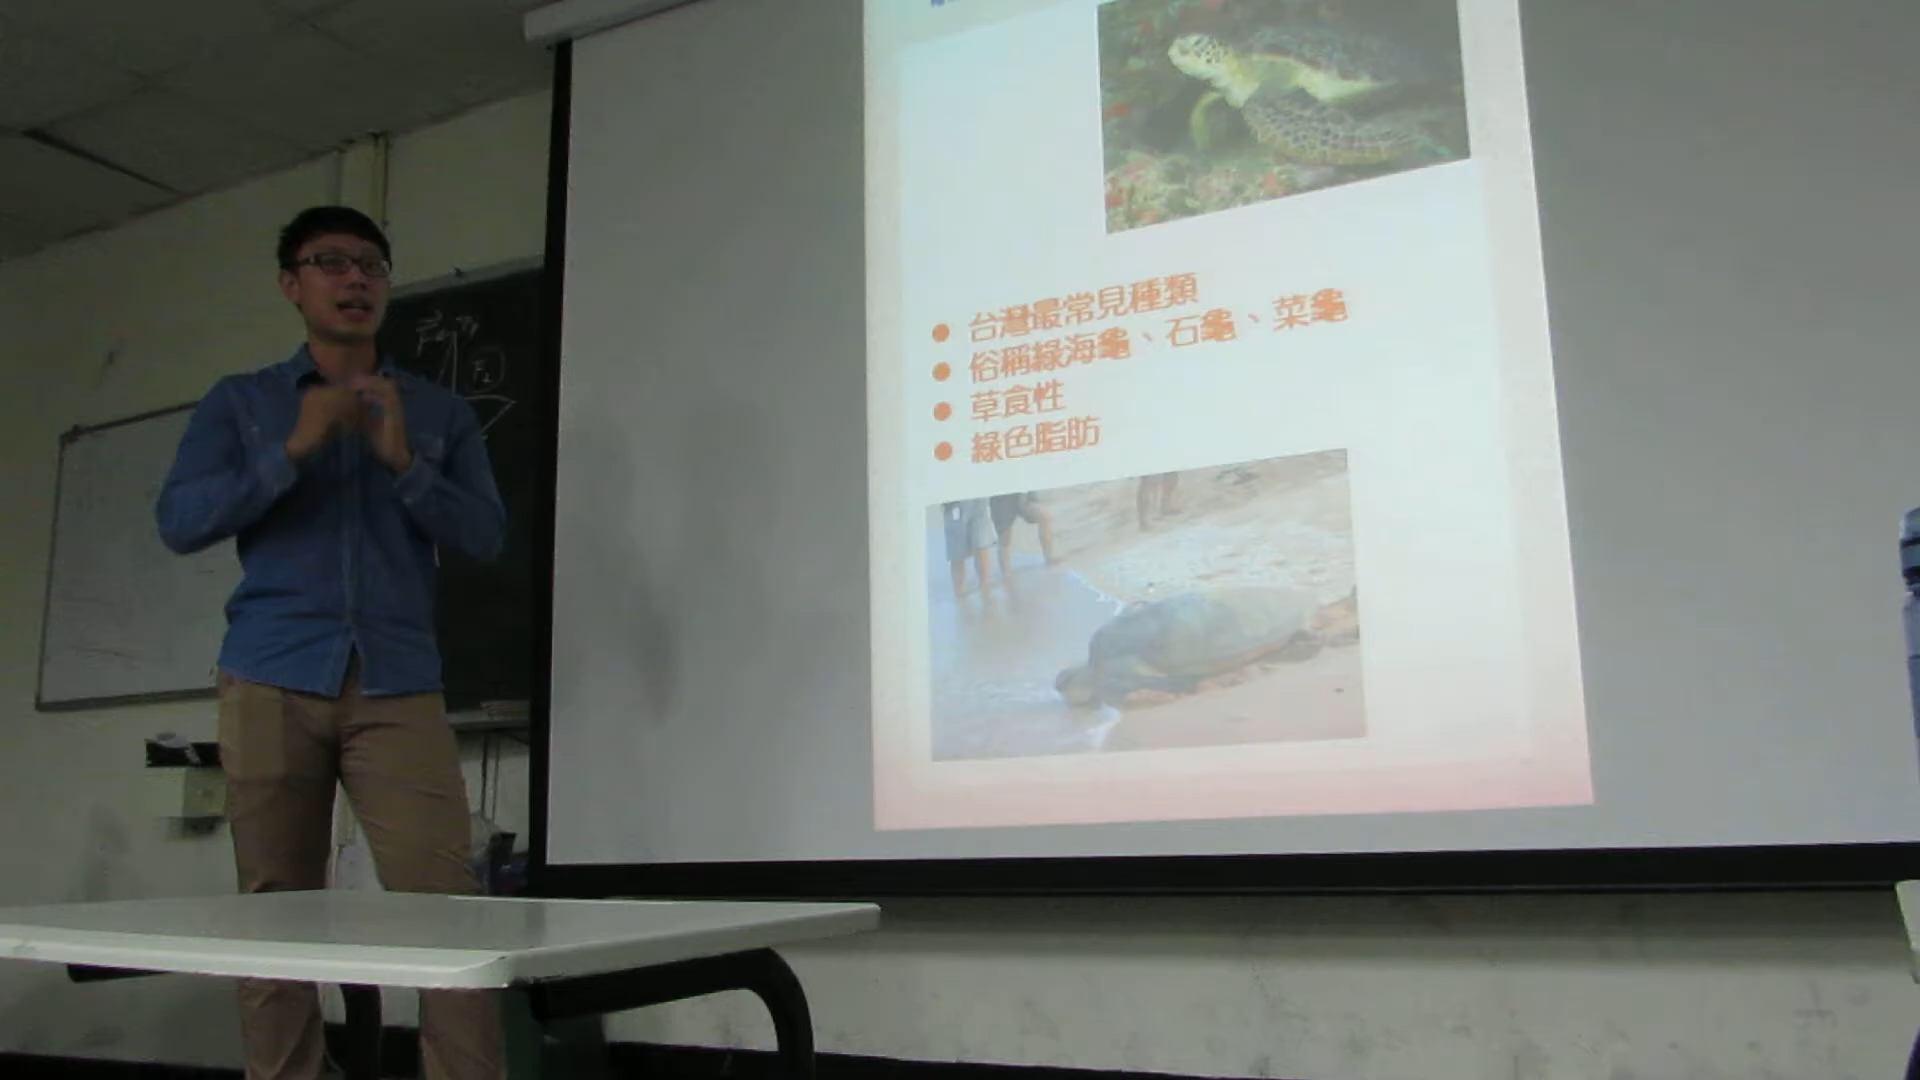 台灣最常見種類
俗稱綠海龜、石龜、菜龜
草食性
綠色脂肪